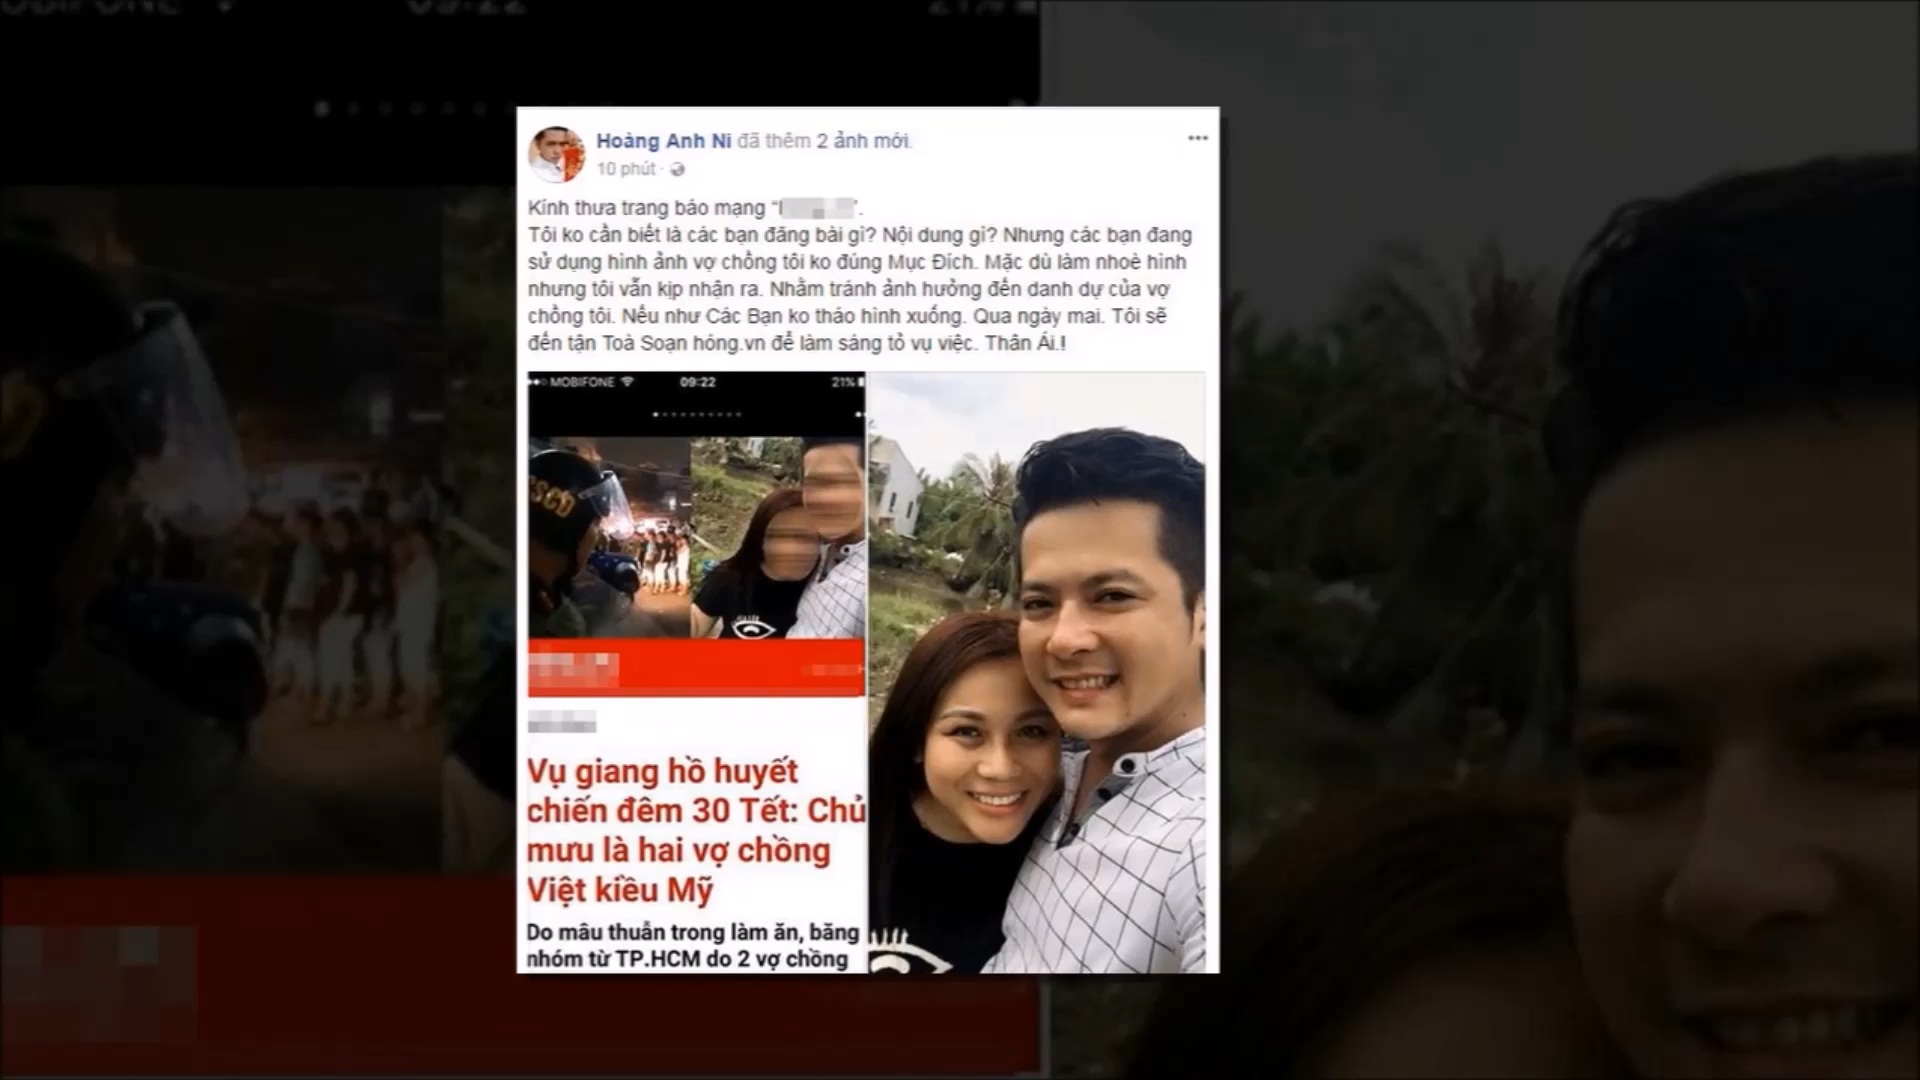 Hoàng Anh Ni đã thêm 2 ảnh mới.
10 phút
Kính thưa trang báo mạng “
Tôi ko cần biết là các bạn đăng bài gì? Nội dung gì? Nhưng các bạn đang
sử dụng hình ảnh vợ chồng tôi ko đúng Mục Đích. Mặc dù làm nhoè hình
nhưng tôi vẫn kịp nhận ra. Nhằm tránh ảnh hưởng đến danh dự của vợ
chồng tôi. Nếu như Các Bạn ko tháo hình xuống. Qua ngày mai. Tôi sẽ
đến tận Toà Soạn hóng.vn để làm sáng tỏ vụ việc. Thân Ái.!
MOBIFONE 09:22 21%
CSCĐ
Vụ giang hồ huyết
chiến đêm 30 Tết: Chủ
mưu là hai vợ chồng
Việt kiều Mỹ
Do mâu thuẫn trong làm ăn, băng
nhóm từ TP.HCM do 2 vợ chồng